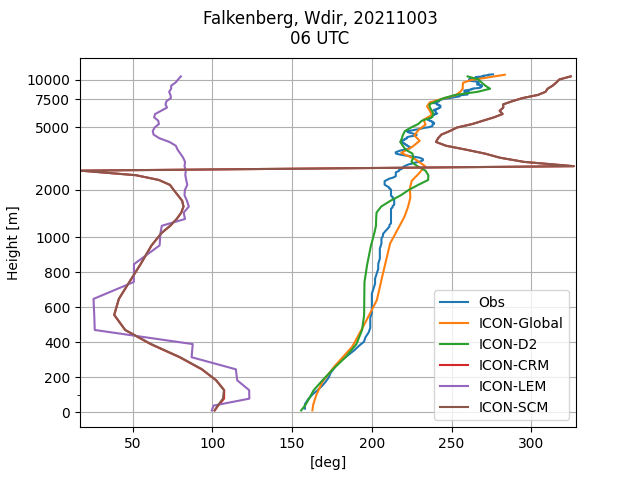 Falkenberg, Wdir, 20211003
06 UTC
Height [m]
10000
7500
5000
2000
1000
800
600
400
200
0
50
100
150
200
250
300
[deg]
Obs
ICON-Global
ICON-D2
ICON-CRM
ICON-LEM
ICON-SCM